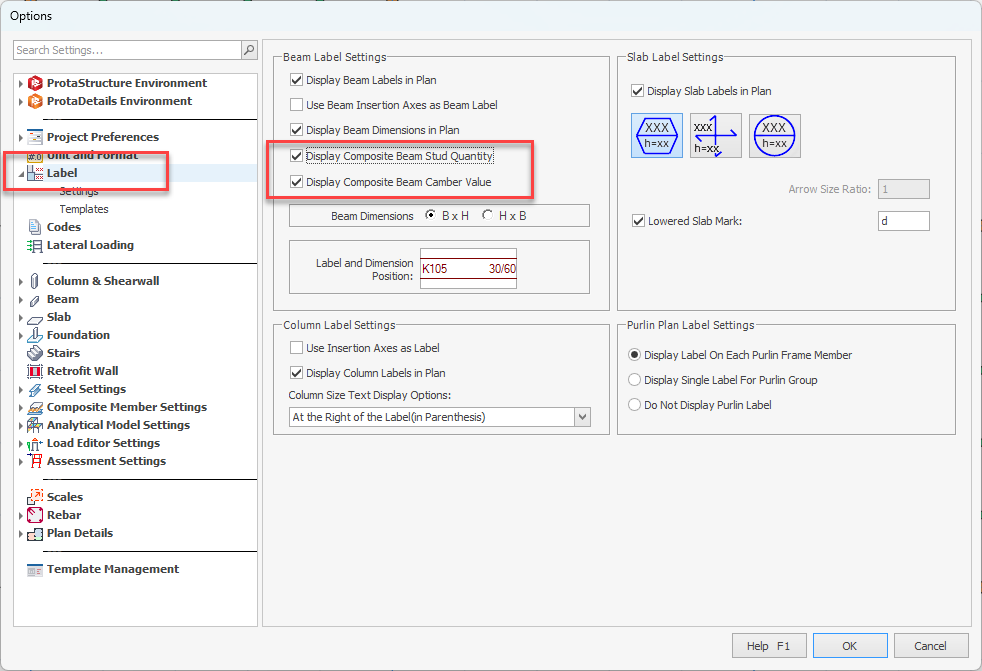 Options
Search Settings...
ProtaStructure Environment
ProtaDetails Environment
Project Preferences
Unit and Format
Label
Settings
Templates
Codes
Lateral Loading
Column & Shearwall
Beam
Slab
Foundation
Stairs
Retrofit Wall
Steel Settings
Composite Member Settings
Analytical Model Settings
Load Editor Settings
Assessment Settings
Scales
Rebar
Plan Details
Template Management
Beam Label Settings
Display Beam Labels in Plan
Use Beam Insertion Axes as Beam Label
Display Beam Dimensions in Plan
Display Composite Beam Stud Quantity
Display Composite Beam Camber Value
Beam Dimensions B x H H x B
Label and Dimension
Position:
K105 30/60
Column Label Settings
Use Insertion Axes as Label
Display Column Labels in Plan
Column Size Text Display Options:
At the Right of the Label(in Parenthesis)
Slab Label Settings
Display Slab Labels in Plan
XXX
h=xx
xxx
h=xx
XXX
h=xx
Arrow Size Ratio: 1
Lowered Slab Mark: d
Purlin Plan Label Settings
Display Label On Each Purlin Frame Member
Display Single Label For Purlin Group
Do Not Display Purlin Label
Help F1
OK
Cancel